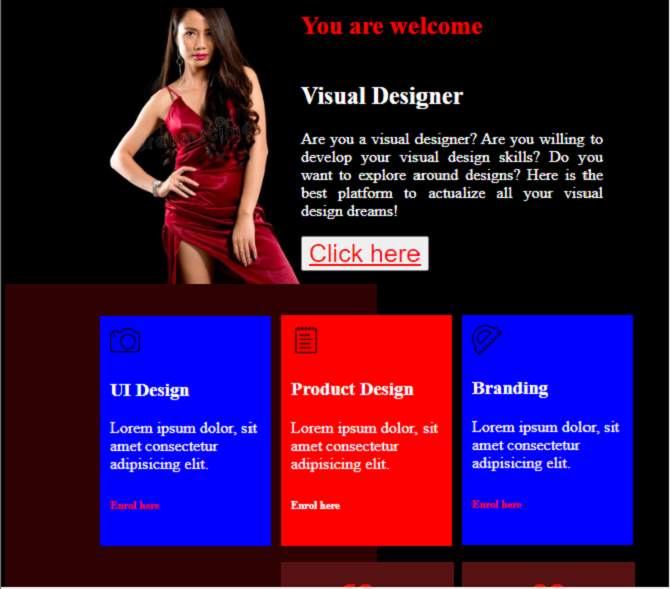 You are welcome
Visual Designer
Are you a visual designer? Are you willing to
develop your visual design skills? Do you
want to explore around designs? Here is the
best platform to actualize all your visual
design dreams!
Click here
UI Design
Lorem ipsum dolor, sit
amet consectetur
adipisicing elit.
Enrol here
Product Design
Lorem ipsum dolor, sit
amet consectetur
adipisicing elit.
Enrol here
Branding
Lorem ipsum dolor, sit
amet consectetur
adipisicing elit.
Enrol here